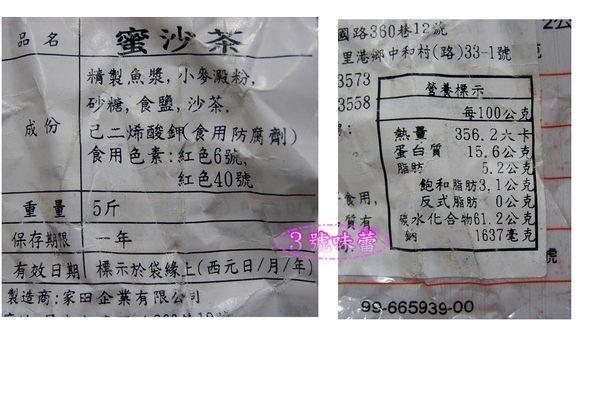 品名 蜜沙茶
成份 精製魚漿,小麥澱粉,
砂糖,食鹽,沙茶.
己二烯酸鉀(食用防腐劑)
食用色素:紅色6號,
紅色40號
重量 5斤
保存期限 一年
有效日期 標示於袋緣上(西元日/月/年)
製造商:家田企業有限公司
國路360巷12號
里港鄉中和村(路)33-1號
3573
3558
營養標示
每100公克
熱量 356.2大卡
蛋白質 15.6公克
脂肪 5.2公克
飽和脂肪3.1公克
反式脂肪 0公克
碳水化合物61.2公克
鈉 1637毫克
食用,
質有
3號味蕾
99-665939-00
號